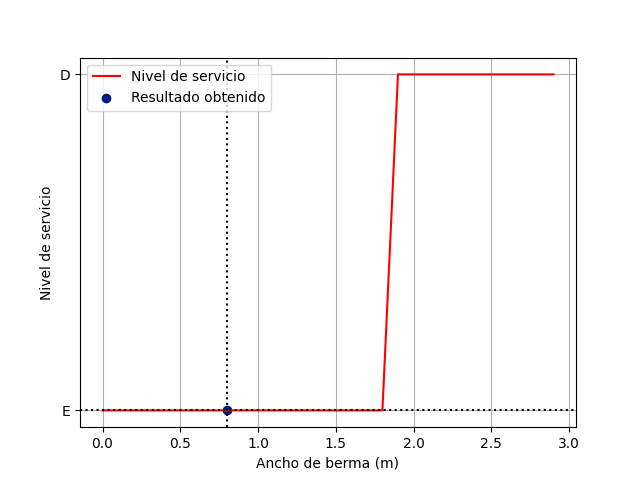 Nivel de servicio
Resultado obtenido
D
E
Nivel de servicio
0.0 0.5 1.0 1.5 2.0 2.5 3.0
Ancho de berma (m)